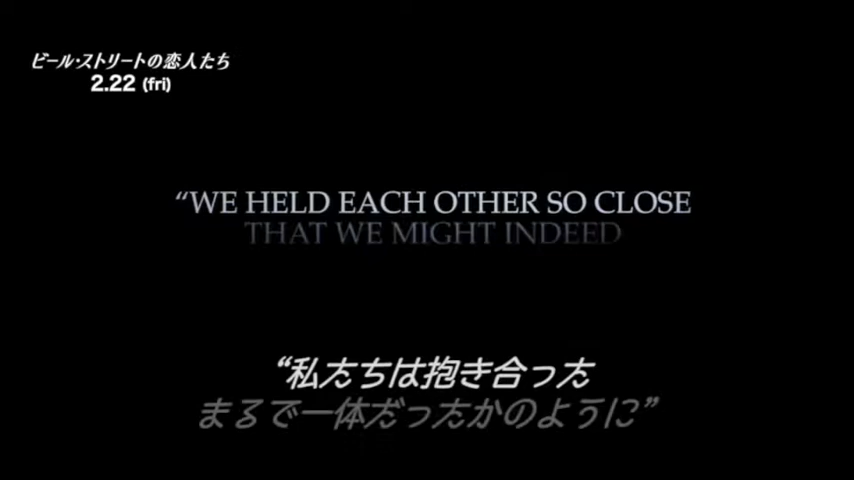 ビール・ストリートの恋人たち
2.22 (fri)
“WE HELD EACH OTHER SO CLOSE
THAT WE MIGHT INDEED
“私たちは抱き合った
まるで一体だったかのように”